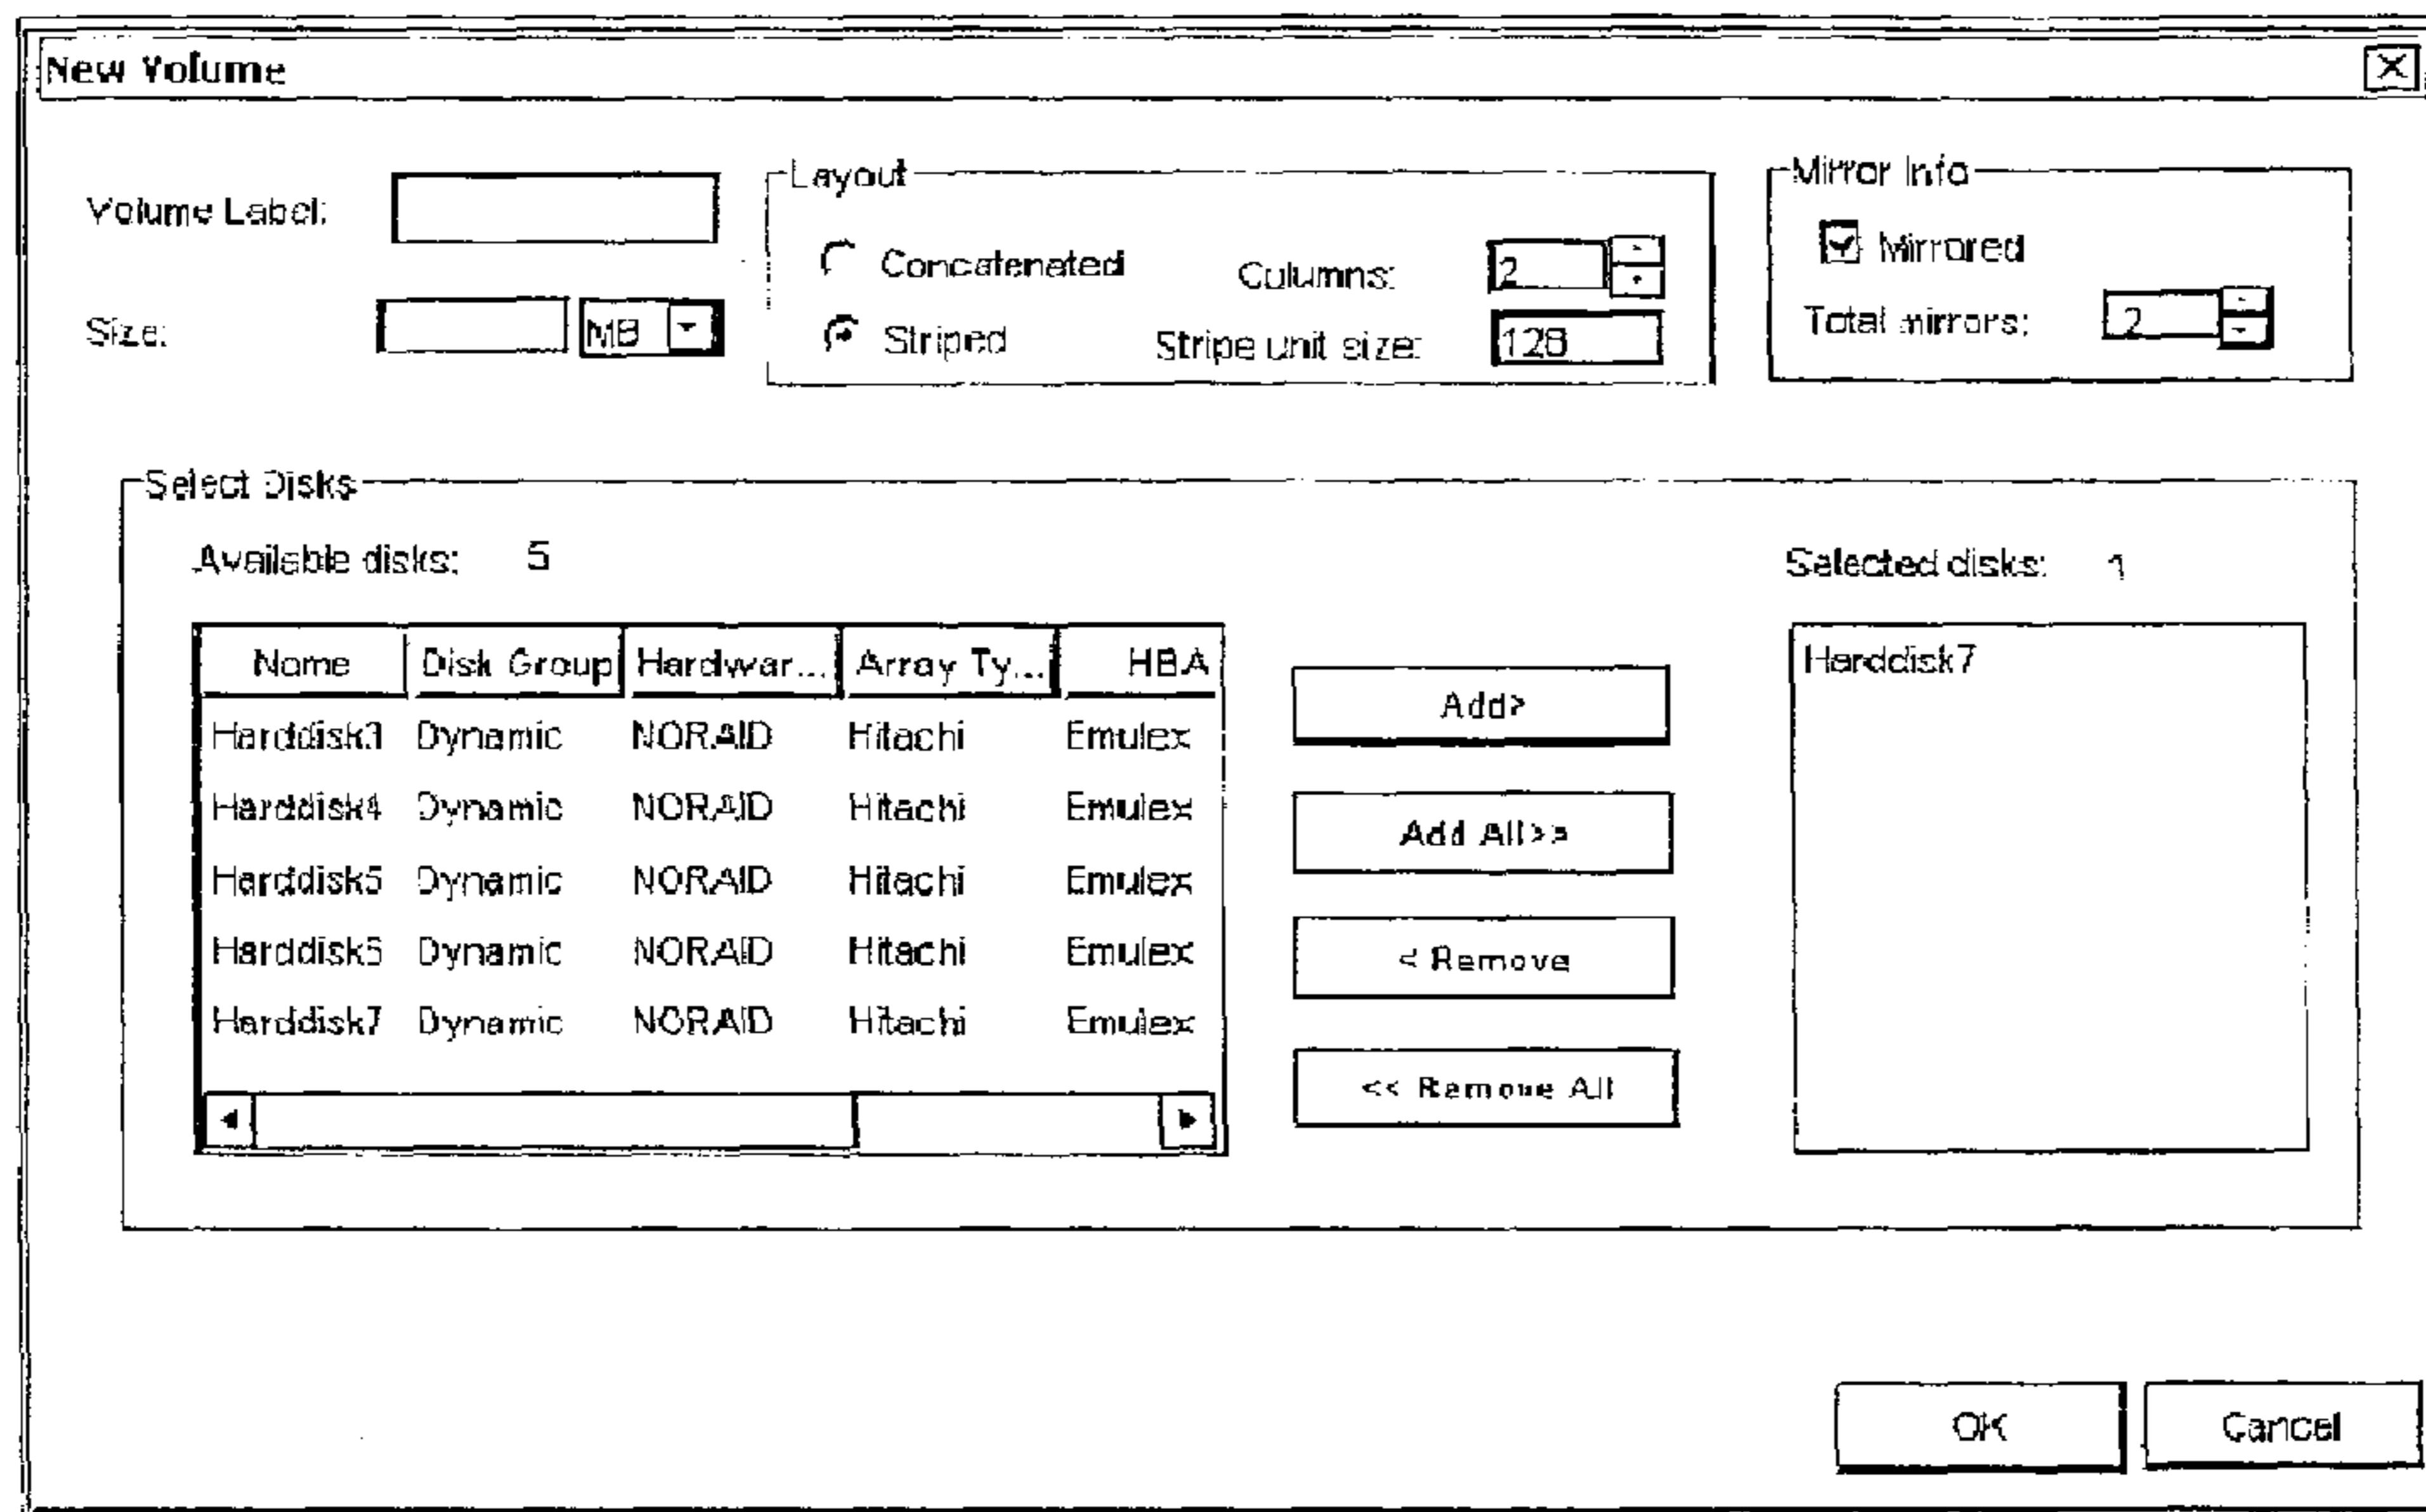 New Volume
Volume Label:
Size:
MB
Layout
Concatenated
Striped
Columns: 2
Stripe unit size: 128
Mirror Info
Mirrored
Total mirrors: 2
Select Disks
Available disks: 5
Name Disk Group Hardwar... Array Ty... HBA
Harddisk3 Dynamic NORAID Hitachi Emulex
Harddisk4 Dynamic NORAID Hitachi Emulex
Harddisk5 Dynamic NORAID Hitachi Emulex
Dynamic NORAID Hitachi Emulex
Harddisk7 Dynamic NORAID Hitachi Emulex
Add>
Add All>>
< Remove
<< Remove All
Selected disks: 1
Harddisk7
OK
Cancel